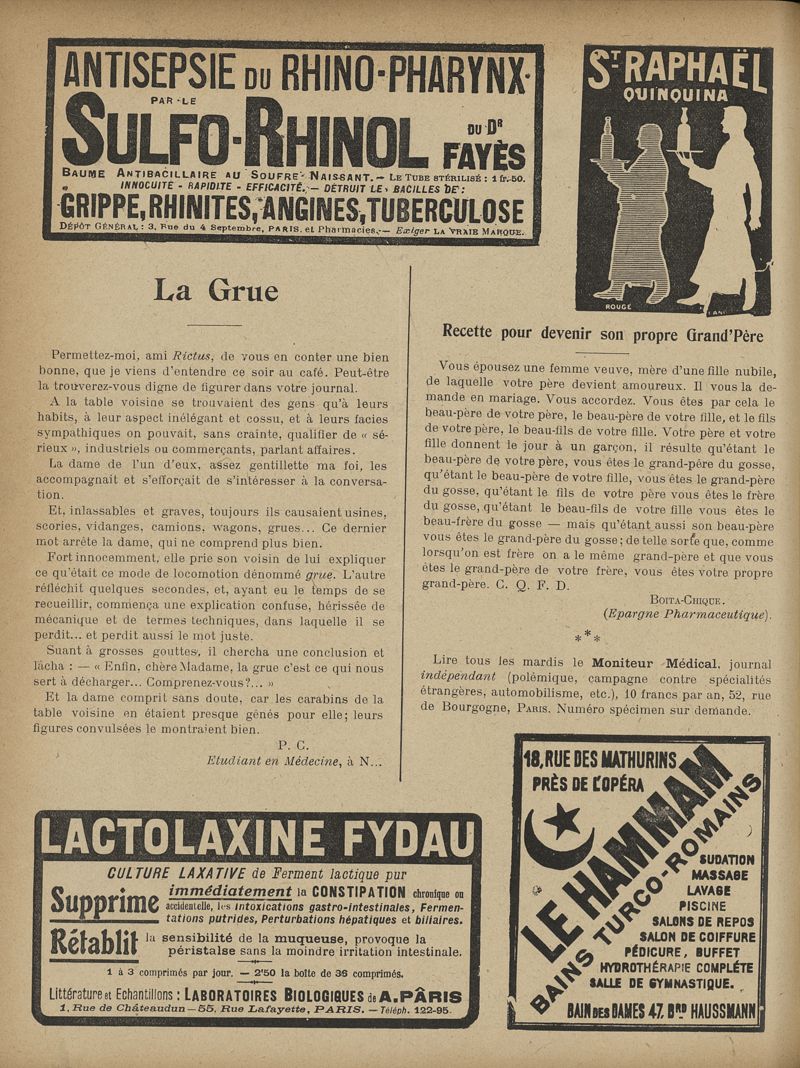 ANTISEPSIE DU RHINO-PHARYNX
PAR-LE
SULFO-RHINOL DU DR FAYÈS
BAUME ANTIBACILLAIRE AU SOUFRE NAISSANT. — LE TUBE STÉRILISÉ : 1 fr. 50.
INNOCUITE - RAPIDITE - EFFICACITÉ. — DÉTRUIT LES BACILLES DE:
GRIPPE, RHINITES, ANGINES, TUBERCULOSE
DÉPÔT GÉNÉRAL : 3, Rue du 4 Septembre, PARIS. et Pharmacies. — Exiger LA VRAIE MARQUE.
ST RAPHAËL
QUINQUINA
ROUGE
La Grue
Permettez-moi, ami Rictus, de vous en conter une bien
bonne, que je viens d'entendre ce soir au café. Peut-être
la trouverez-vous digne de figurer dans votre journal.
A la table voisine se trouvaient des gens qu'à leurs
habits, à leur aspect inélégant et cossu, et à leurs facies
sympathiques on pouvait, sans crainte, qualifier de « sé-
rieux », industriels ou commerçants, parlant affaires.
La dame de l'un d'eux, assez gentillette ma foi, les
accompagnait et s'efforçait de s'intéresser à la conversa-
tion.
Et, inlassables et graves, toujours ils causaient usines,
scories, vidanges, camions, wagons, grues... Ce dernier
mot arrête la dame, qui ne comprend plus bien.
Fort innocemment, elle prie son voisin de lui expliquer
ce qu'était ce mode de locomotion dénommé grue. L'autre
réfléchit quelques secondes, et, ayant eu le temps de se
recueillir, commença une explication confuse, hérissée de
mécanique et de termes techniques, dans laquelle il se
perdit... et perdit aussi le mot juste.
Suant à grosses gouttes, il chercha une conclusion et
lâcha : — « Enfin, chère Madame, la grue c'est ce qui nous
sert à décharger... Comprenez-vous?... »
Et la dame comprit sans doute, car les carabins de la
table voisine en étaient presque gênés pour elle; leurs
figures convulsées le montraient bien.
P. C.
Etudiant en Médecine, à N...
Recette pour devenir son propre Grand'Père
Vous épousez une femme veuve, mère d'une fille nubile,
de laquelle votre père devient amoureux. Il vous la de-
mande en mariage. Vous accordez. Vous êtes par cela le
beau-père de votre père, le beau-père de votre fille, et le fils
de votre père, le beau-fils de votre fille. Votre père et votre
fille donnent le jour à un garçon, il résulte qu'étant le
beau-père de votre père, vous êtes le grand-père du gosse,
qu'étant le beau-père de votre fille, vous êtes le grand-père
du gosse, qu'étant le fils de votre père vous êtes le frère
du gosse, qu'étant le beau-fils de votre fille vous êtes le
beau-frère du gosse — mais qu'étant aussi son beau-père
vous êtes le grand-père du gosse; de telle sorte que, comme
lorsqu'on est frère on a le même grand-père et que vous
êtes le grand-père de votre frère, vous êtes votre propre
grand-père. C. Q. F. D.
BOITA-CHIQUE.
(Epargne Pharmaceutique).
***
Lire tous les mardis le Moniteur Médical, journal
indépendant (polémique, campagne contre spécialités
étrangères, automobilisme, etc.), 10 francs par an, 52, rue
de Bourgogne, PARIS. Numéro spécimen sur demande.
LACTOLAXINE FYDAU
CULTURE LAXATIVE de Ferment lactique pur
Supprime immédiatement la CONSTIPATION chronique ou
accidentelle, les intoxications gastro-intestinales, Fermen-
tations putrides, Perturbations hépatiques et biliaires.
Rétablit la sensibilité de la muqueuse, provoque la
péristalse sans la moindre irritation intestinale.
1 à 3 comprimés par jour. — 2'50 la boîte de 36 comprimés.
Littérature et Echantillons : LABORATOIRES BIOLOGIQUES de A. PÂRIS
1, Rue de Châteaudun — 55, Rue Lafayette, PARIS. — Téléph. 122-95.
18, RUE DES MATHURINS
PRÈS DE L'OPÉRA
LE HAMMAM
BAINS TURCO-ROMAINS
SUDATION
MASSAGE
LAVAGE
PISCINE
SALONS DE REPOS
SALON DE COIFFURE
PÉDICURE, BUFFET
HYDROTHÉRAPIE COMPLÉTE
SALLE DE GYMNASTIQUE.
BAIN DES DAMES 47, BRD HAUSSMANN